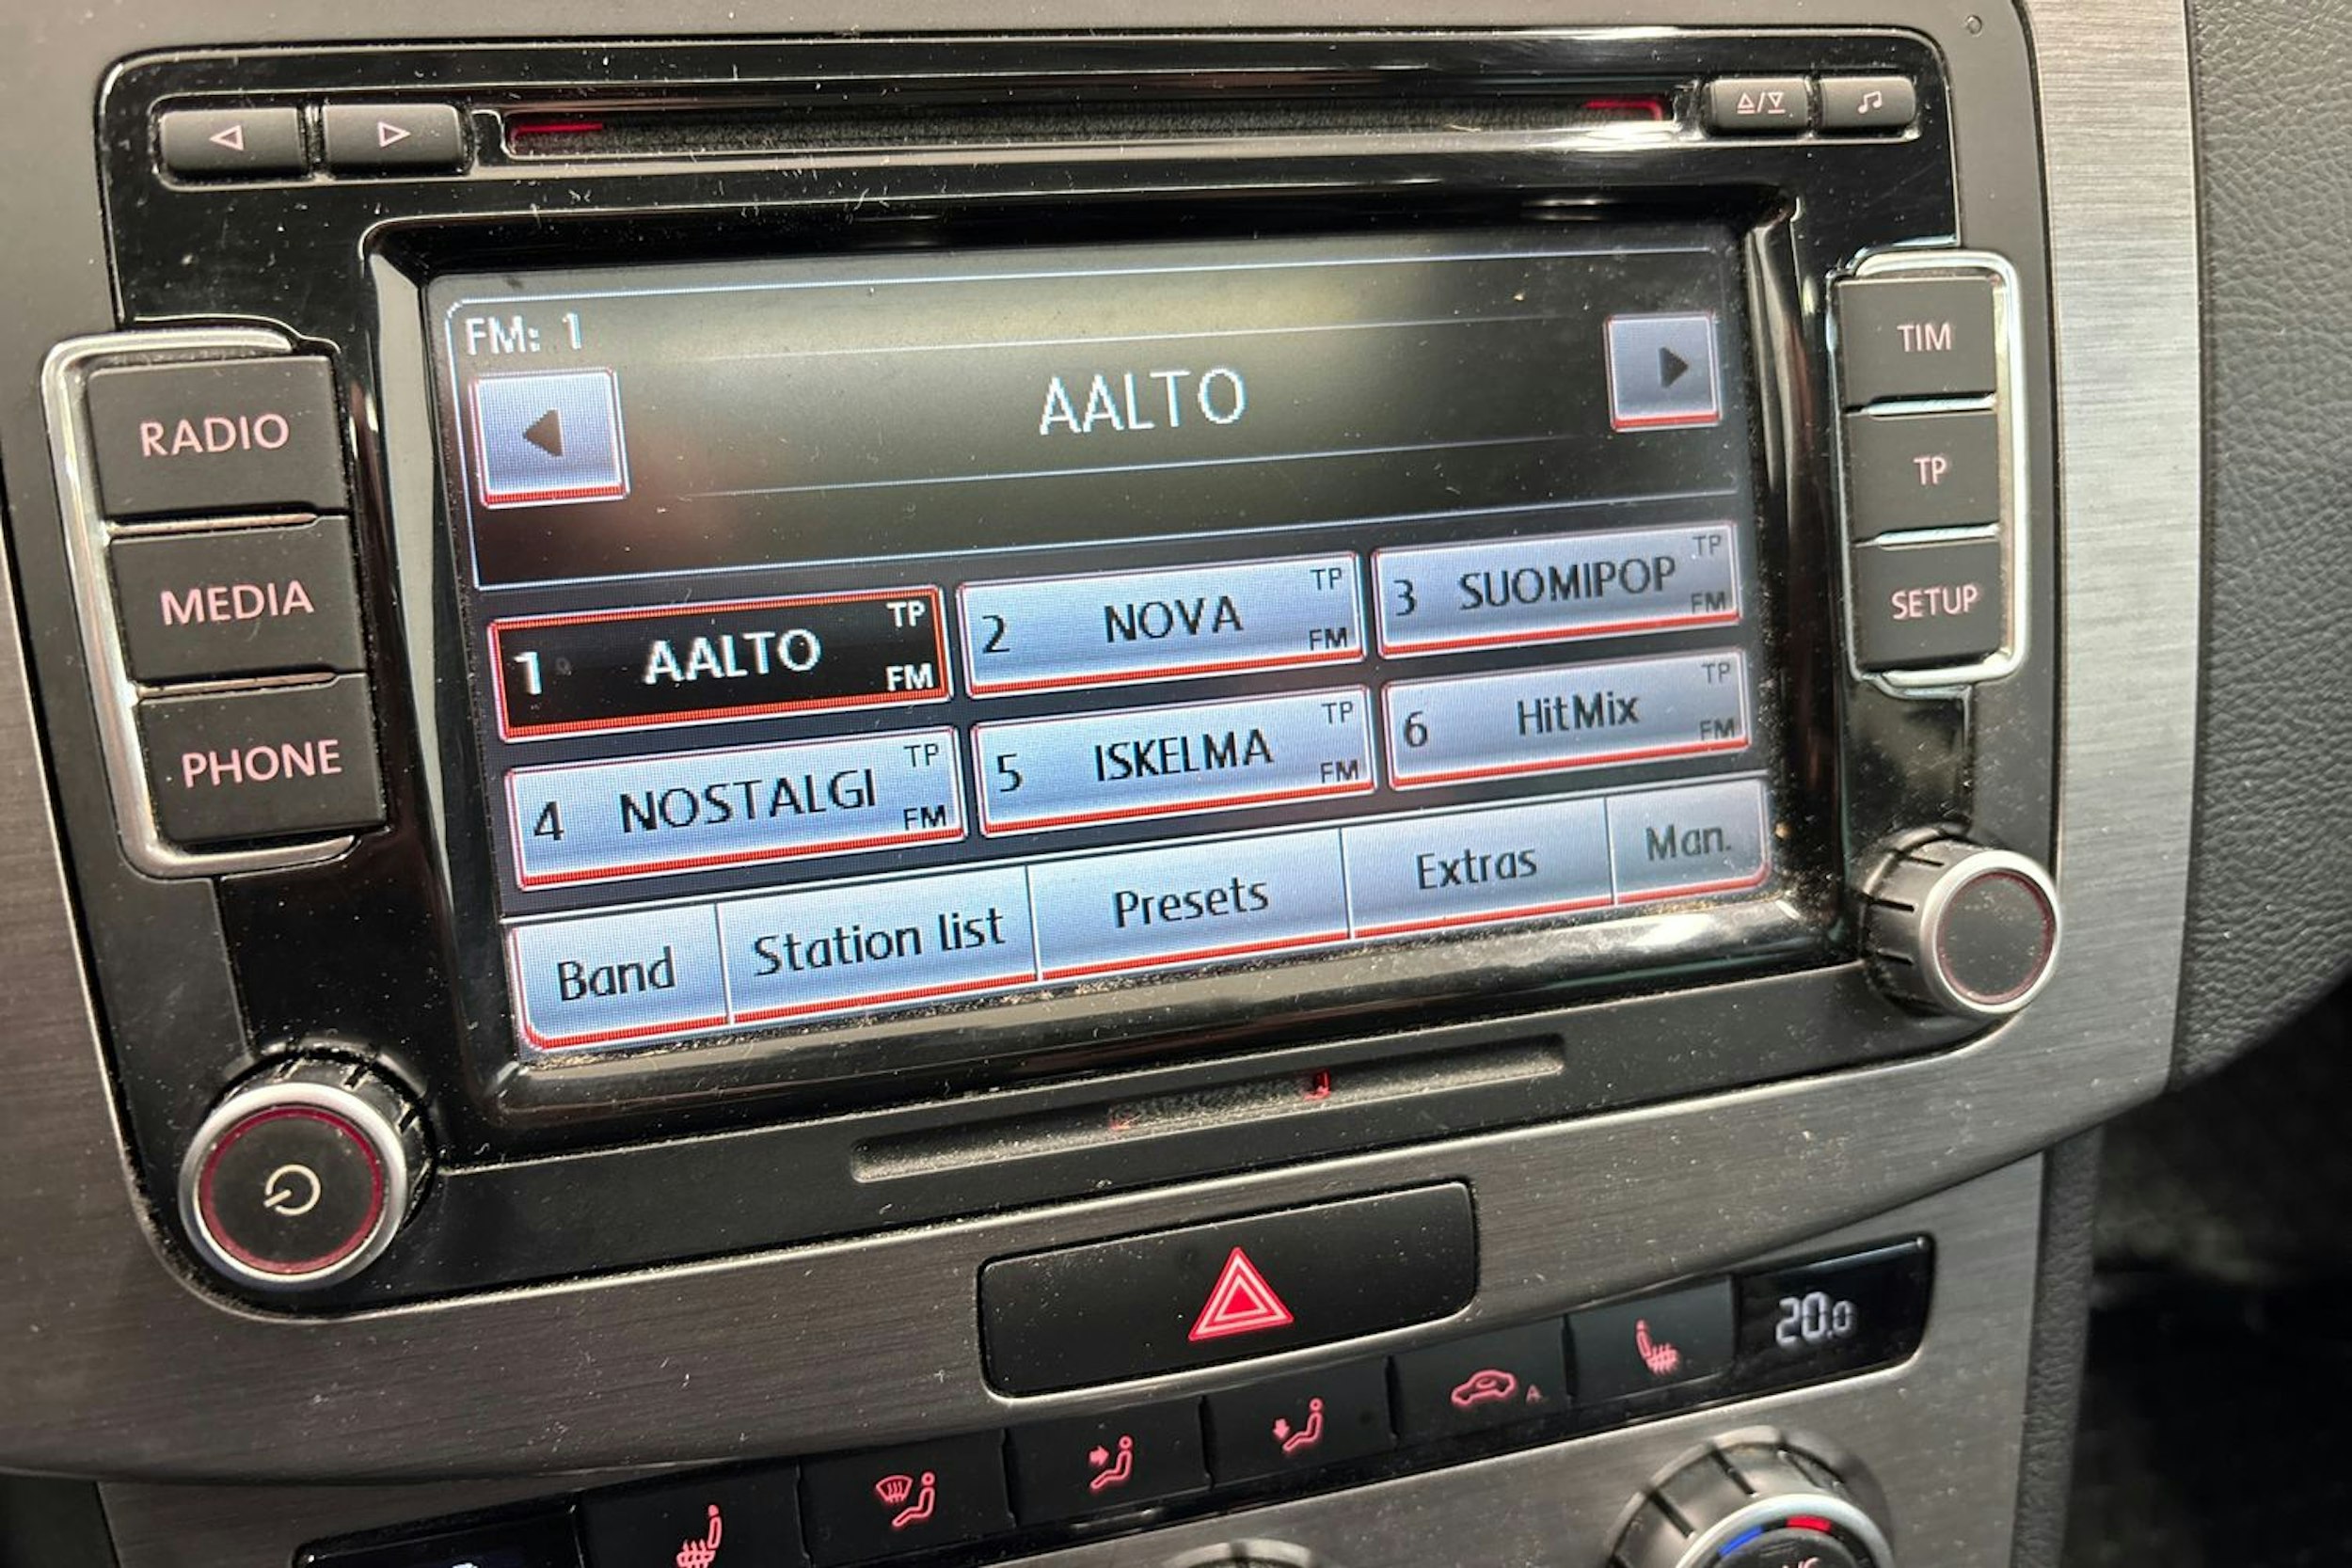 FM: 1
AALTO
RADIO
MEDIA
PHONE
1 AALTO TP FM
2 NOVA TP FM
3 SUOMIPOP TP FM
4 NOSTALGI TP FM
5 ISKELMA TP FM
6 HitMix TP FM
Band Station list Presets Extras Man.
TIM
TP
SETUP
A
20.0